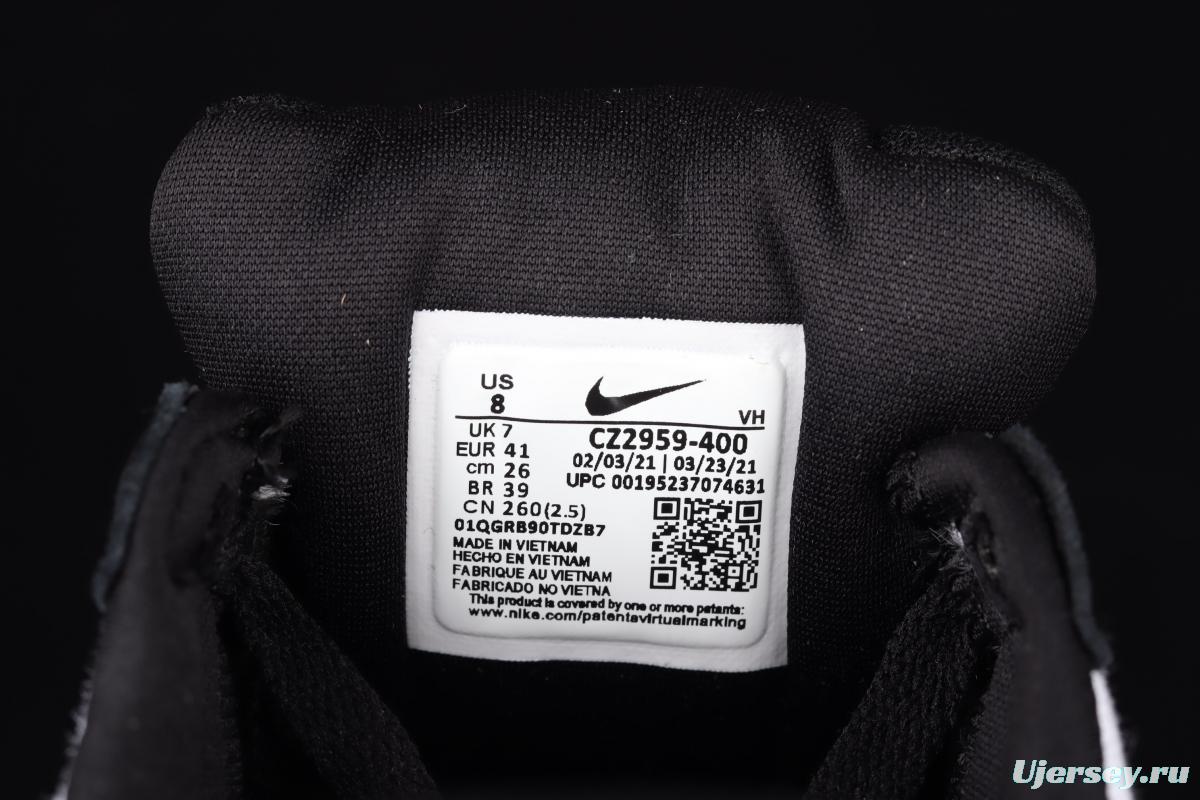 US
8
VH
UK 7
EUR 41
cm 26
BR 39
CN 260(2.5)
CZ2959-400
02/03/21 | 03/23/21
UPC 00195237074631
01QGRB90TDZB7
MADE IN VIETNAM
HECHO EN VIETNAM
FABRIQUE AU VIETNAM
FABRICADO NO VIETNA
This product is covered by one or more patents:
www.nike.com/patentsvirtualmarking
Ujersey.ru